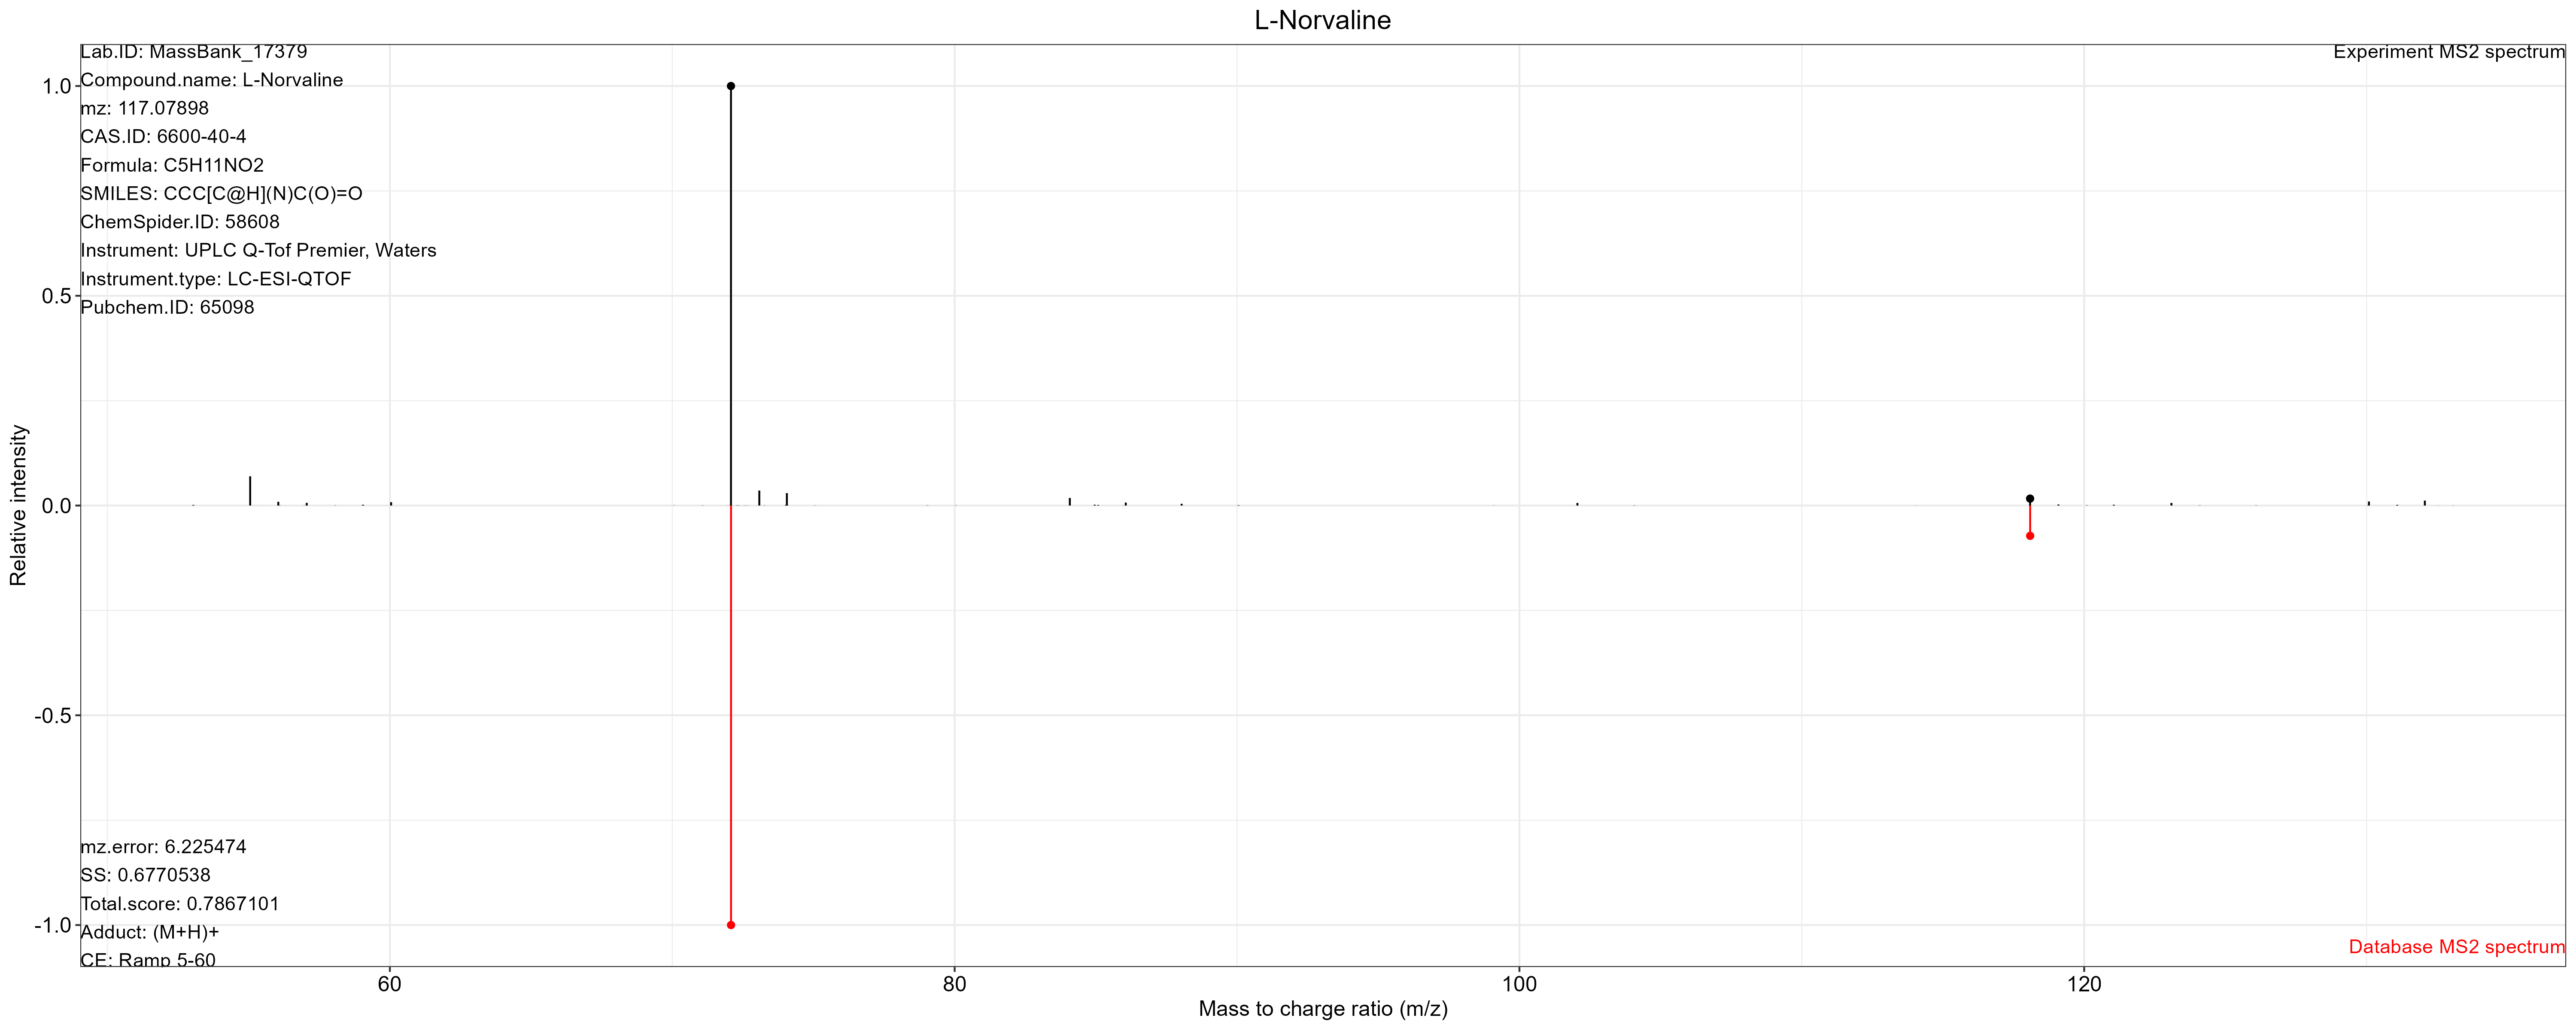 L-Norvaline
Lab.ID: MassBank_17379
Experiment MS2 spectrum
Compound.name: L-Norvaline
mz: 117.07898
CAS.ID: 6600-40-4
Formula: C5H11NO2
SMILES: CCC[C@H](N)C(O)=O
ChemSpider.ID: 58608
Instrument: UPLC Q-Tof Premier, Waters
Instrument.type: LC-ESI-QTOF
Pubchem.ID: 65098
1.0
0.5
0.0
-0.5
-1.0
Relative intensity
mz.error: 6.225474
SS: 0.6770538
Total.score: 0.7867101
Adduct: (M+H)+
CE: Ramp 5-60
Database MS2 spectrum
60
80
100
120
Mass to charge ratio (m/z)